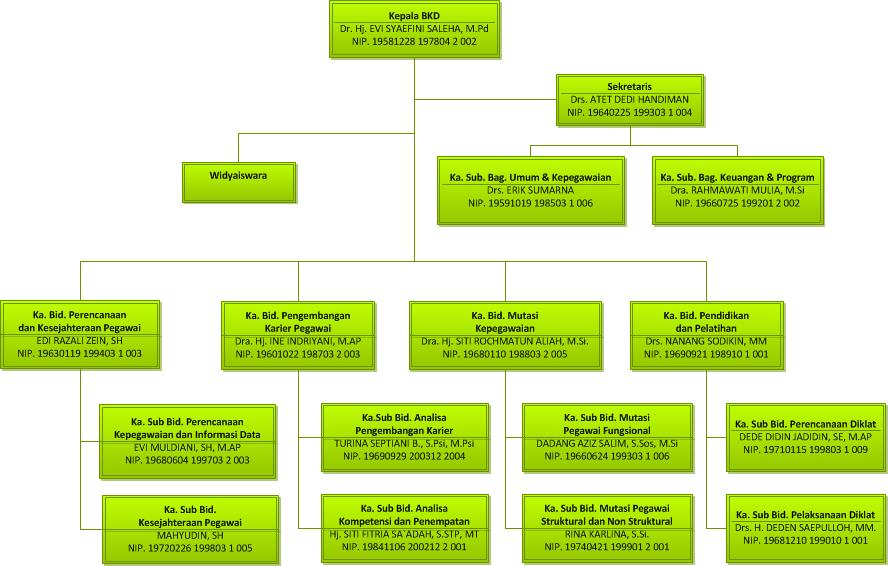 Kepala BKD
Dr. Hj. EVI SYAEFINI SALEHA, M.Pd
NIP. 19581228 197804 2 002
Sekretaris
Drs. ATET DEDI HANDIMAN
NIP. 19640225 199303 1 004
Widyaiswara
Ka. Sub. Bag. Umum & Kepegawaian
Drs. ERIK SUMARNA
NIP. 19591019 198503 1 006
Ka. Sub. Bag. Keuangan & Program
Dra. RAHMAWATI MULIA, M.Si
NIP. 19660725 199201 2 002
Ka. Bid. Perencanaan
dan Kesejahteraan Pegawai
EDI RAZALI ZEIN, SH
NIP. 19630119 199403 1 003
Ka. Bid. Pengembangan
Karier Pegawai
Dra. Hj. INE INDRIYANI, M.AP
NIP. 19601022 198703 2 003
Ka. Bid. Mutasi
Kepegawaian
Dra. Hj. SITI ROCHMATUN ALIAH, M.Si.
NIP. 19680110 198803 2 005
Ka. Bid. Pendidikan
dan Pelatihan
Drs. NANANG SODIKIN, MM
NIP. 19690921 198910 1 001
Ka. Sub Bid. Perencanaan
Kepegawaian dan Informasi Data
EVI MULDIANI, SH, M.AP
NIP. 19680604 199703 2 003
Ka.Sub Bid. Analisa
Pengembangan Karier
TURINA SEPTIANI B., S.Psi, M.Psi
NIP. 19690929 200312 2004
Ka. Sub Bid. Mutasi
Pegawai Fungsional
DADANG AZIZ SALIM, S.Sos, M.Si
NIP. 19660624 199303 1 006
Ka. Sub Bid. Perencanaan Diklat
DEDE DIDIN JADIDIN, SE, M.AP
NIP. 19710115 199803 1 009
Ka. Sub Bid.
Kesejahteraan Pegawai
MAHYUDIN, SH
NIP. 19720226 199803 1 005
Ka. Sub Bid. Analisa
Kompetensi dan Penempatan
Hj. SITI FITRIA SA`ADAH, S.STP, MT
NIP. 19841106 200212 2 001
Ka. Sub Bid. Mutasi Pegawai
Struktural dan Non Struktural
RINA KARLINA, S.Si.
NIP. 19740421 199901 2 001
Ka. Sub Bid. Pelaksanaan Diklat
Drs. H. DEDEN SAEPULLOH, MM.
NIP. 19681210 199010 1 001